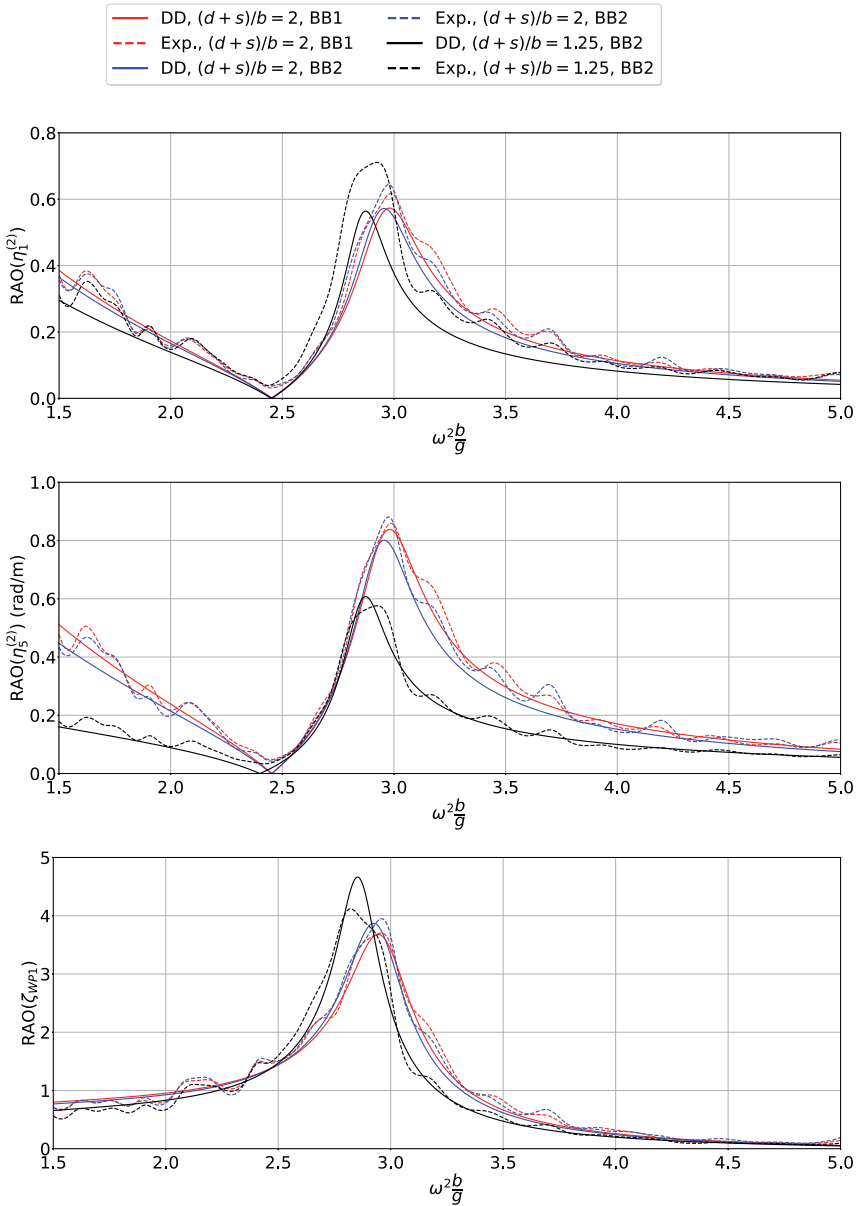 DD, (d + s)/b = 2, BB1
Exp., (d + s)/b = 2, BB1
DD, (d + s)/b = 2, BB2
Exp., (d + s)/b = 2, BB2
DD, (d + s)/b = 1.25, BB2
Exp., (d + s)/b = 1.25, BB2
RAO(η₁⁽²⁾)
0.8
0.6
0.4
0.2
0.0
1.5 2.0 2.5 3.0 3.5 4.0 4.5 5.0
ω² b/g
RAO(η₅⁽²⁾) (rad/m)
1.0
0.8
0.6
0.4
0.2
0.0
1.5 2.0 2.5 3.0 3.5 4.0 4.5 5.0
ω² b/g
RAO(ζ_WP1)
5
4
3
2
1
0
1.5 2.0 2.5 3.0 3.5 4.0 4.5 5.0
ω² b/g